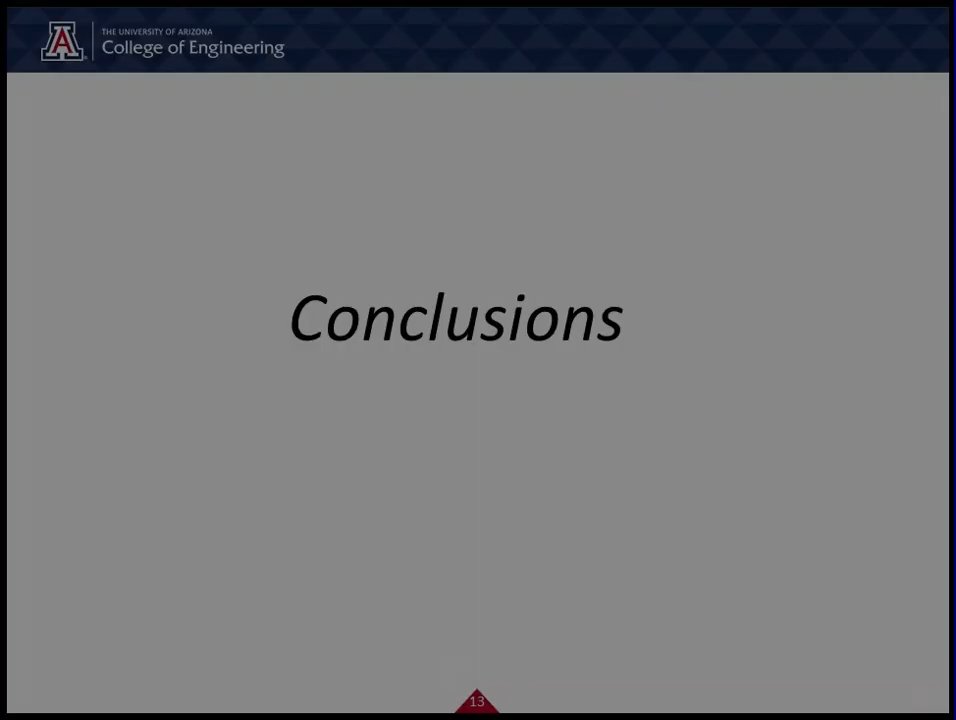 A
THE UNIVERSITY OF ARIZONA
College of Engineering
Conclusions
13